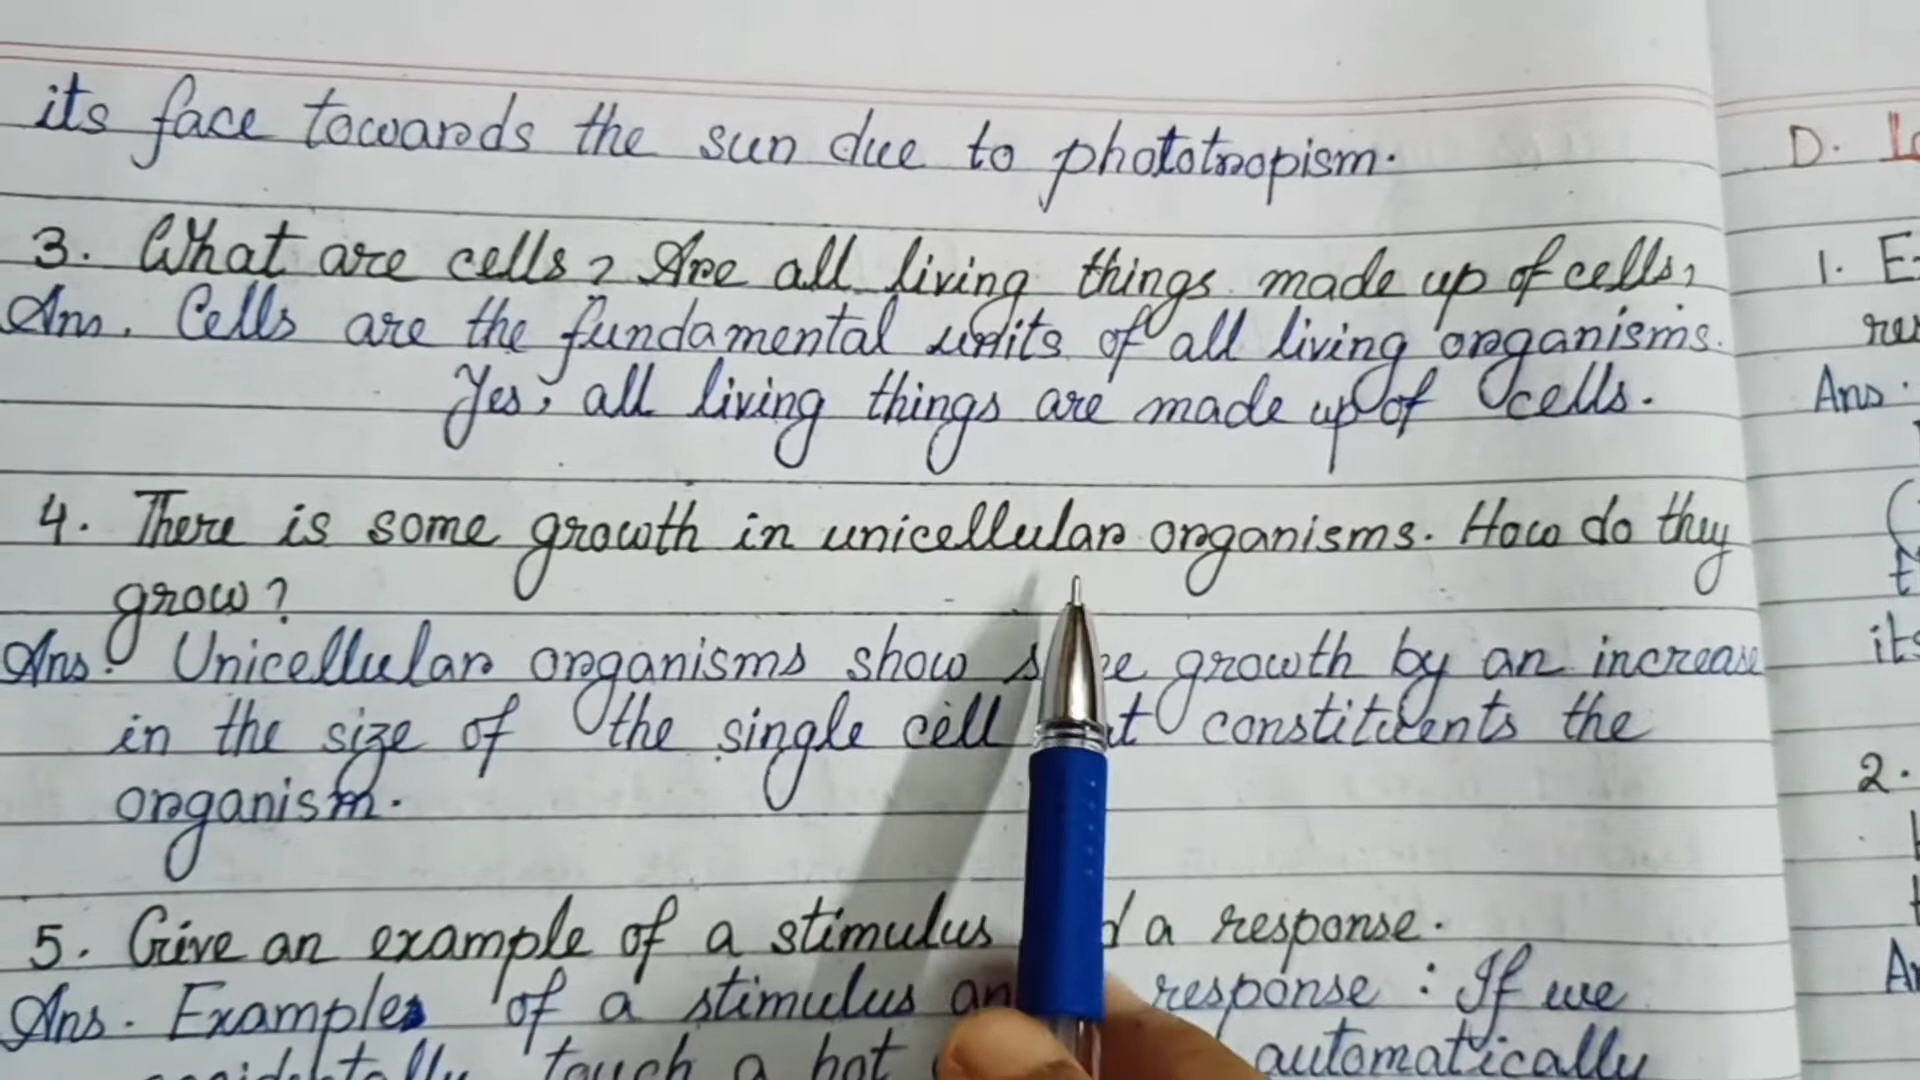 its face towards the sun due to phototropism.
3. What are cells? Are all living things made up of cells?
Ans. Cells are the fundamental units of all living organisms.
Yes, all living things are made up of cells.
4. There is some growth in unicellular organisms. How do they
grow?
Ans. Unicellular organisms show growth by an increase
in the size of the single cell constituents the
organism.
5. Give an example of a stimulus a response.
Ans. Examples of a stimulus response : If we
touch a hot automatically
D.
1.
Ans.
2.